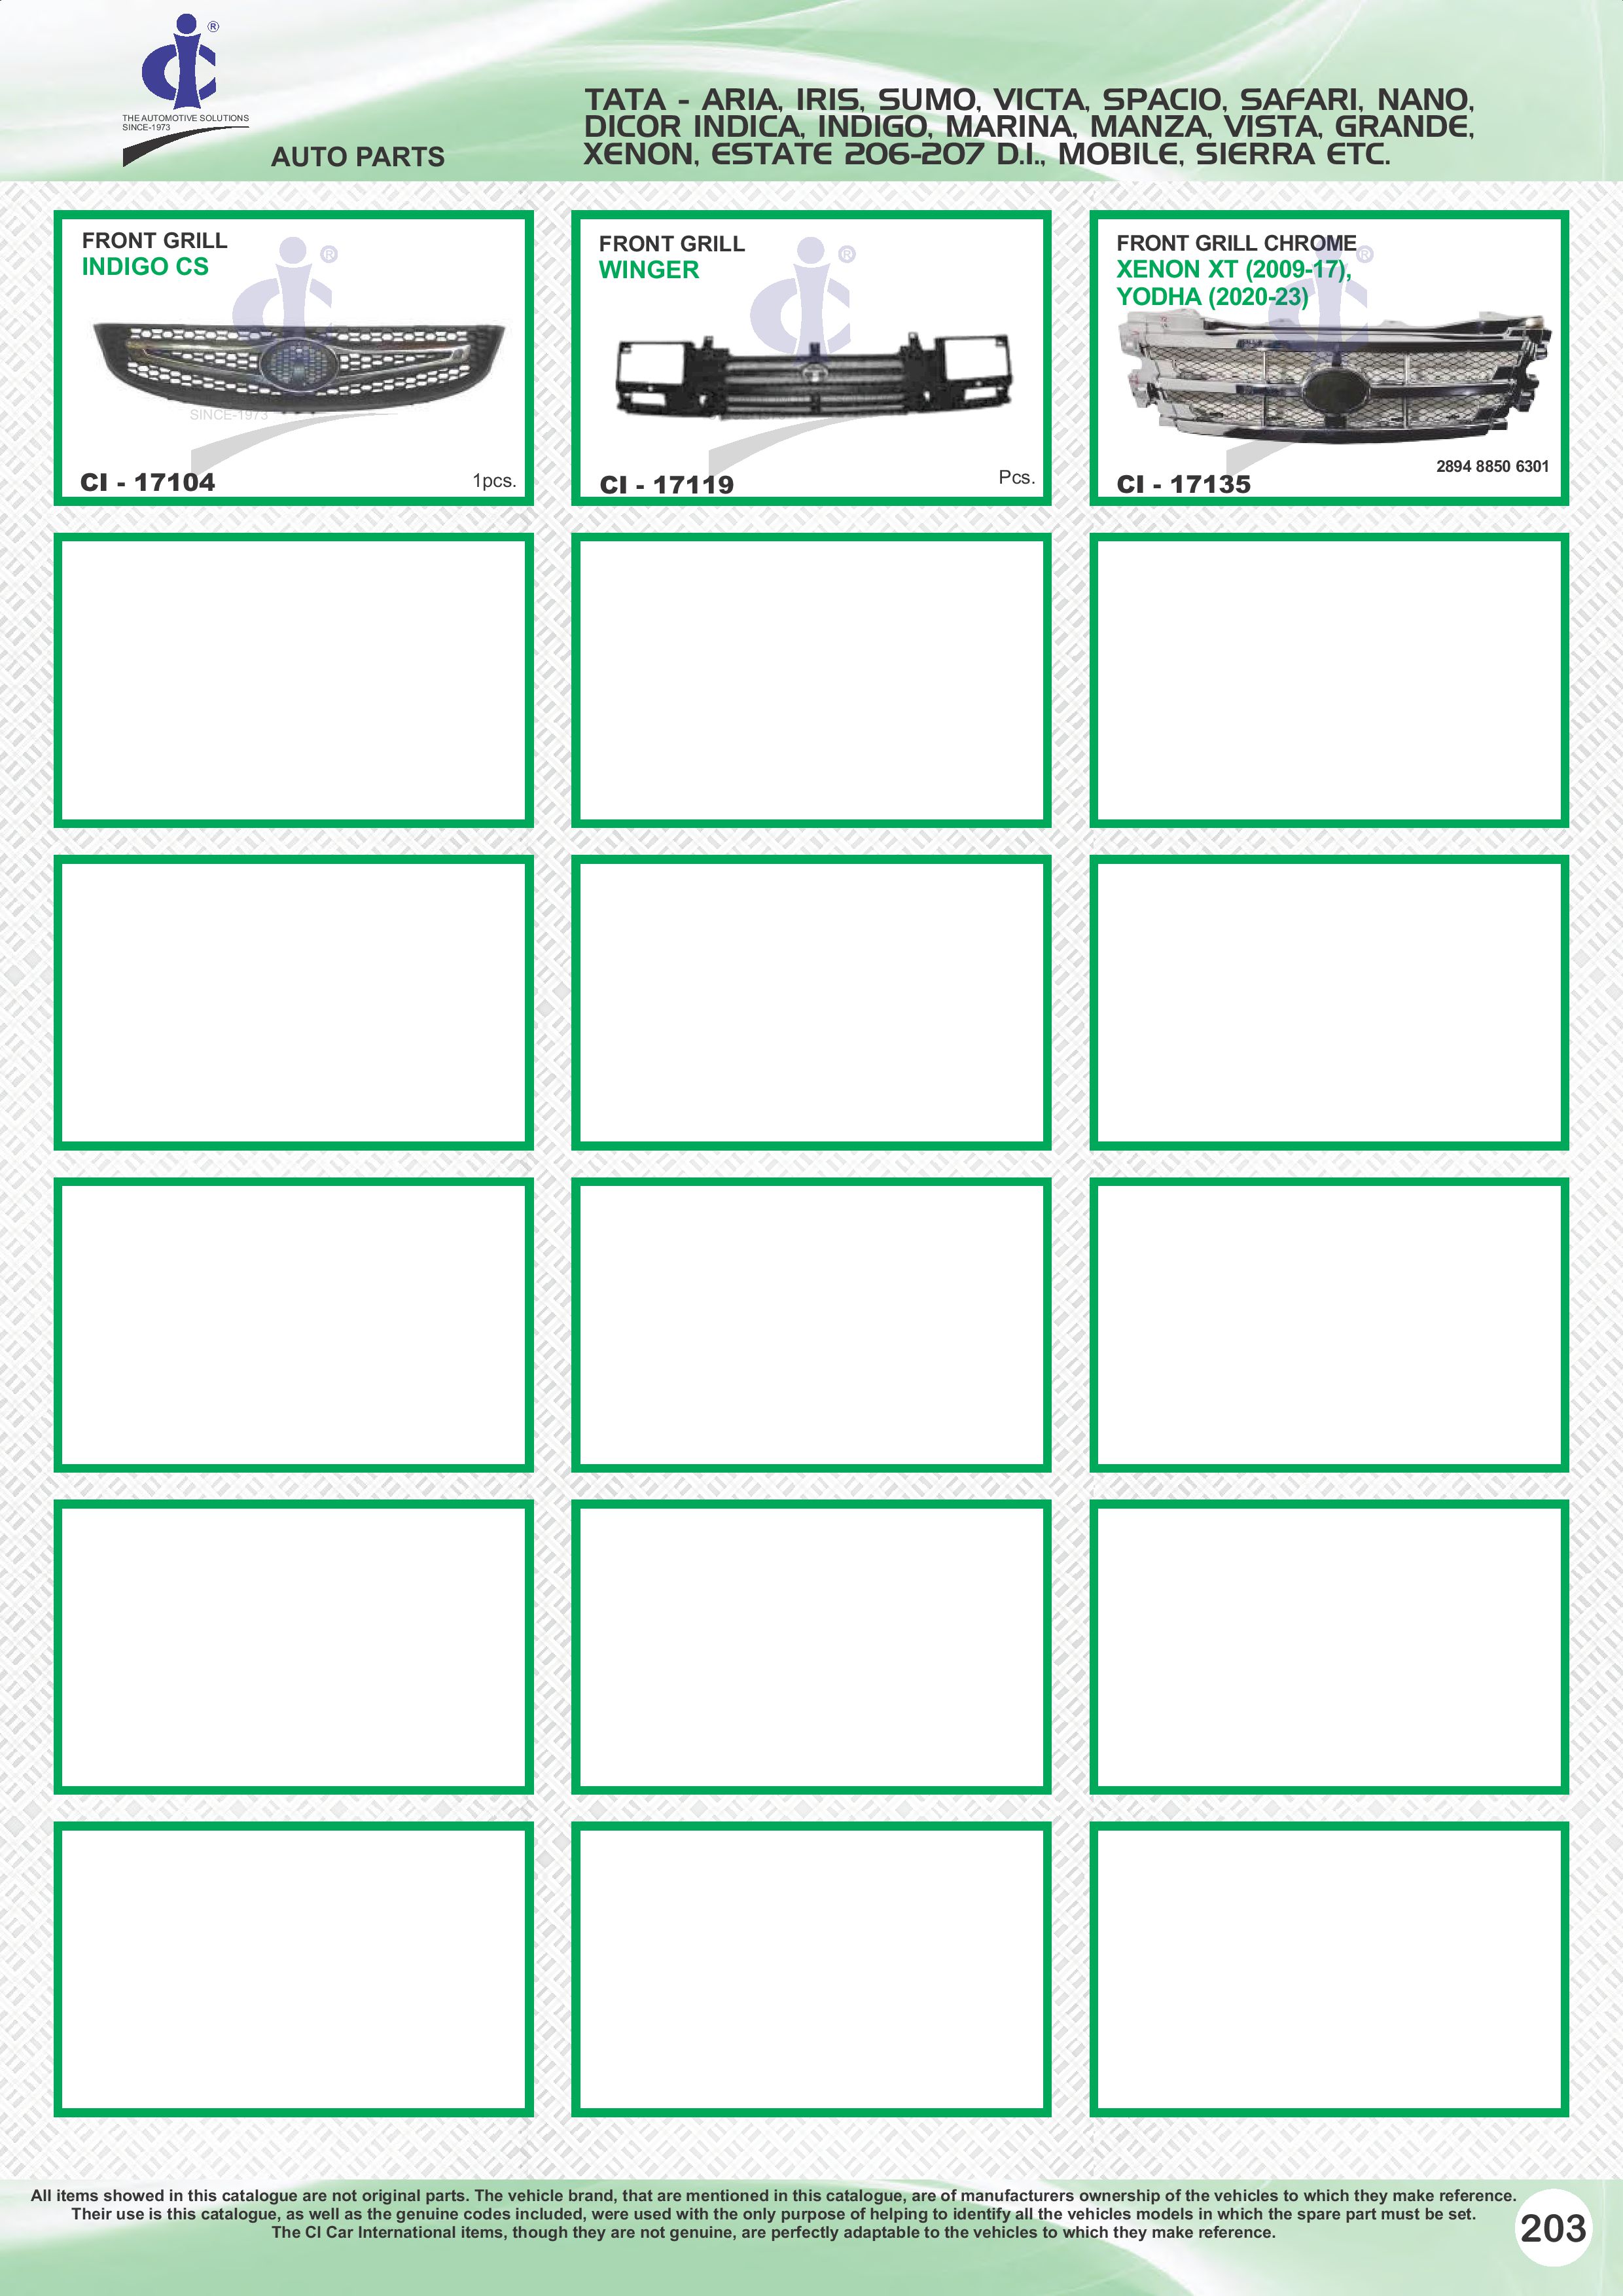 ®
THE AUTOMOTIVE SOLUTIONS
SINCE-1973
AUTO PARTS
TATA - ARIA, IRIS, SUMO, VICTA, SPACIO, SAFARI, NANO,
DICOR INDICA, INDIGO, MARINA, MANZA, VISTA, GRANDE,
XENON, ESTATE 206-207 D.I., MOBILE, SIERRA ETC.
FRONT GRILL
INDIGO CS
®
SINCE-1973
CI - 17104
1pcs.
FRONT GRILL
WINGER
®
CI - 17119
Pcs.
FRONT GRILL CHROME
XENON XT (2009-17),
YODHA (2020-23)
®
2894 8850 6301
CI - 17135
All items showed in this catalogue are not original parts. The vehicle brand, that are mentioned in this catalogue, are of manufacturers ownership of the vehicles to which they make reference.
Their use is this catalogue, as well as the genuine codes included, were used with the only purpose of helping to identify all the vehicles models in which the spare part must be set.
The CI Car International items, though they are not genuine, are perfectly adaptable to the vehicles to which they make reference.
203